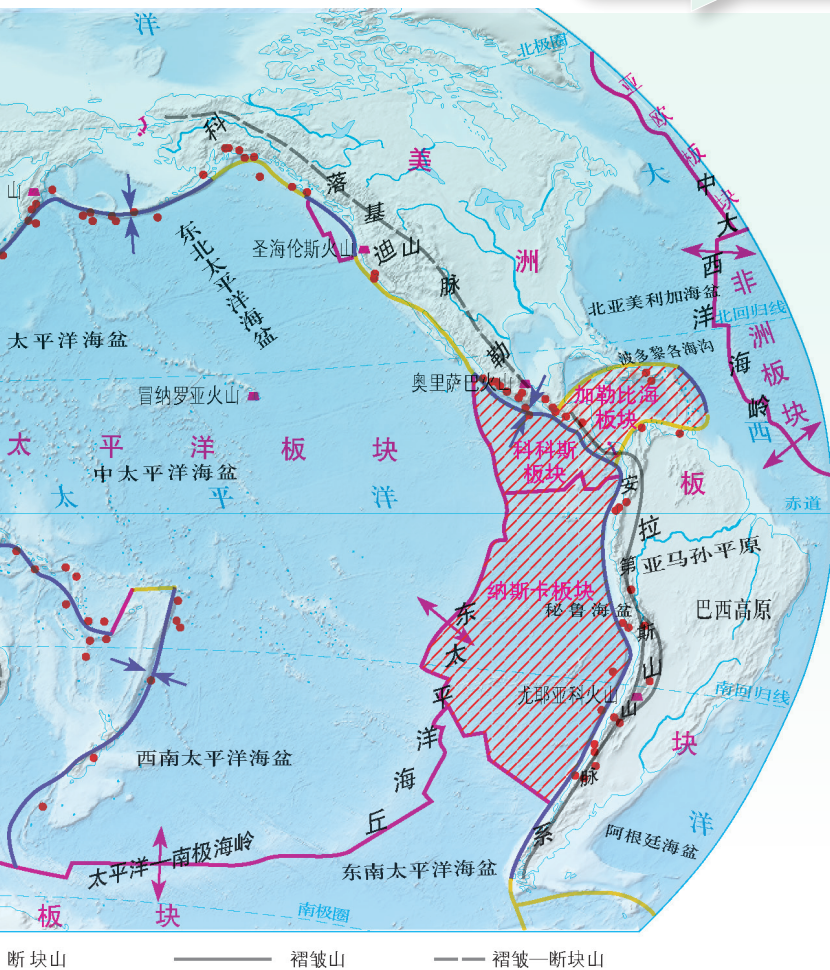 洋
北极圈
亚欧板块
科
美
大
中
山
落
基
大
圣海伦斯火山
迪山
洲
西
非
东北太平洋海盆
脉
北亚美利加海盆
洋
北回归线
太平洋海盆
勒
波多黎各海沟
海
洲
奥里萨巴火山
加勒比海
板块
冒纳罗亚火山
岭
板
块
西
太平洋板块
科科斯
板块
中太平洋海盆
安
板
太平洋
赤道
拉
第
亚马孙平原
纳斯卡板块
秘鲁海盆
东
巴西高原
斯
太
山
平
尤耶亚科火山
山
南回归线
洋
块
西南太平洋海盆
海
脉
丘
系
洋
太平洋—南极海岭
阿根廷海盆
东南太平洋海盆
板块
南极圈
断块山
褶皱山
褶皱—断块山